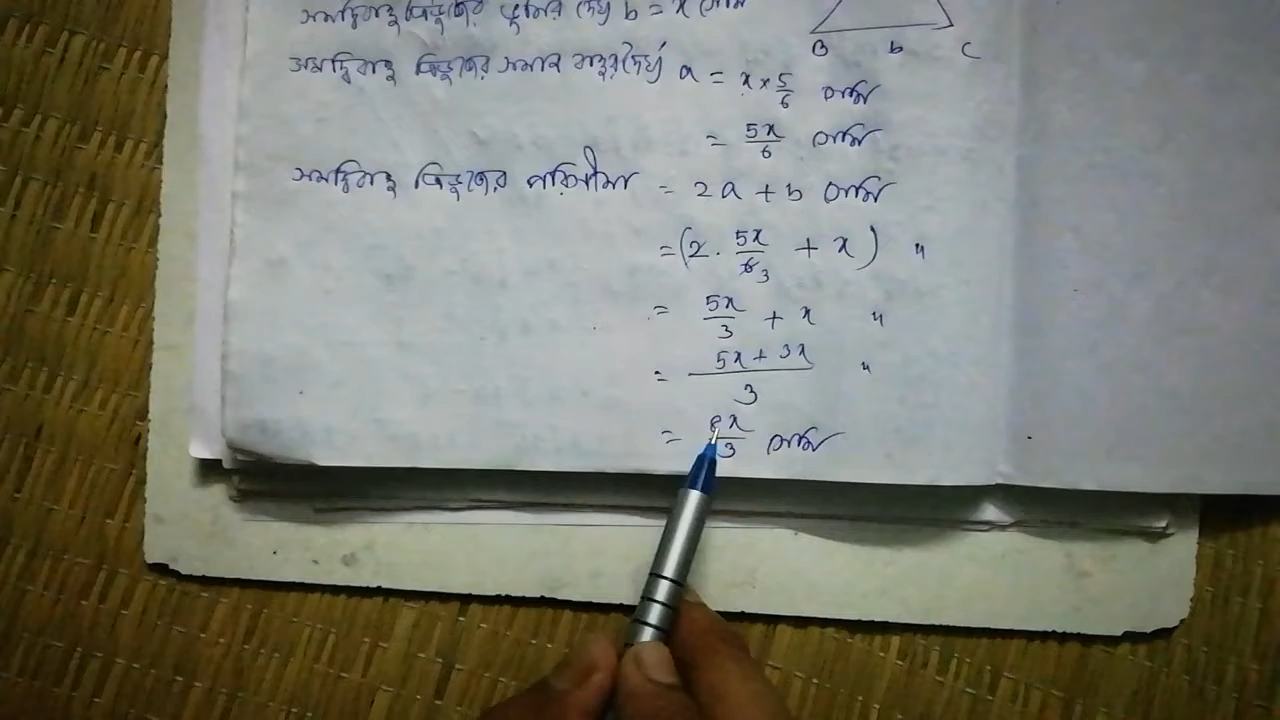 সমদ্বিবাহু ত্রিভুজের ভূমির দৈর্ঘ্য b = x সেমি
B b C
সমদ্বিবাহু ত্রিভুজের সমান বাহুর দৈর্ঘ্য a = x × 5/6 সেমি
= 5x/6 সেমি
সমদ্বিবাহু ত্রিভুজের পরিসীমা = 2a + b সেমি
= (2 · 5x/6 3 + x) "
= 5x/3 + x "
= 5x + 3x / 3 "
= 8x/3 সেমি